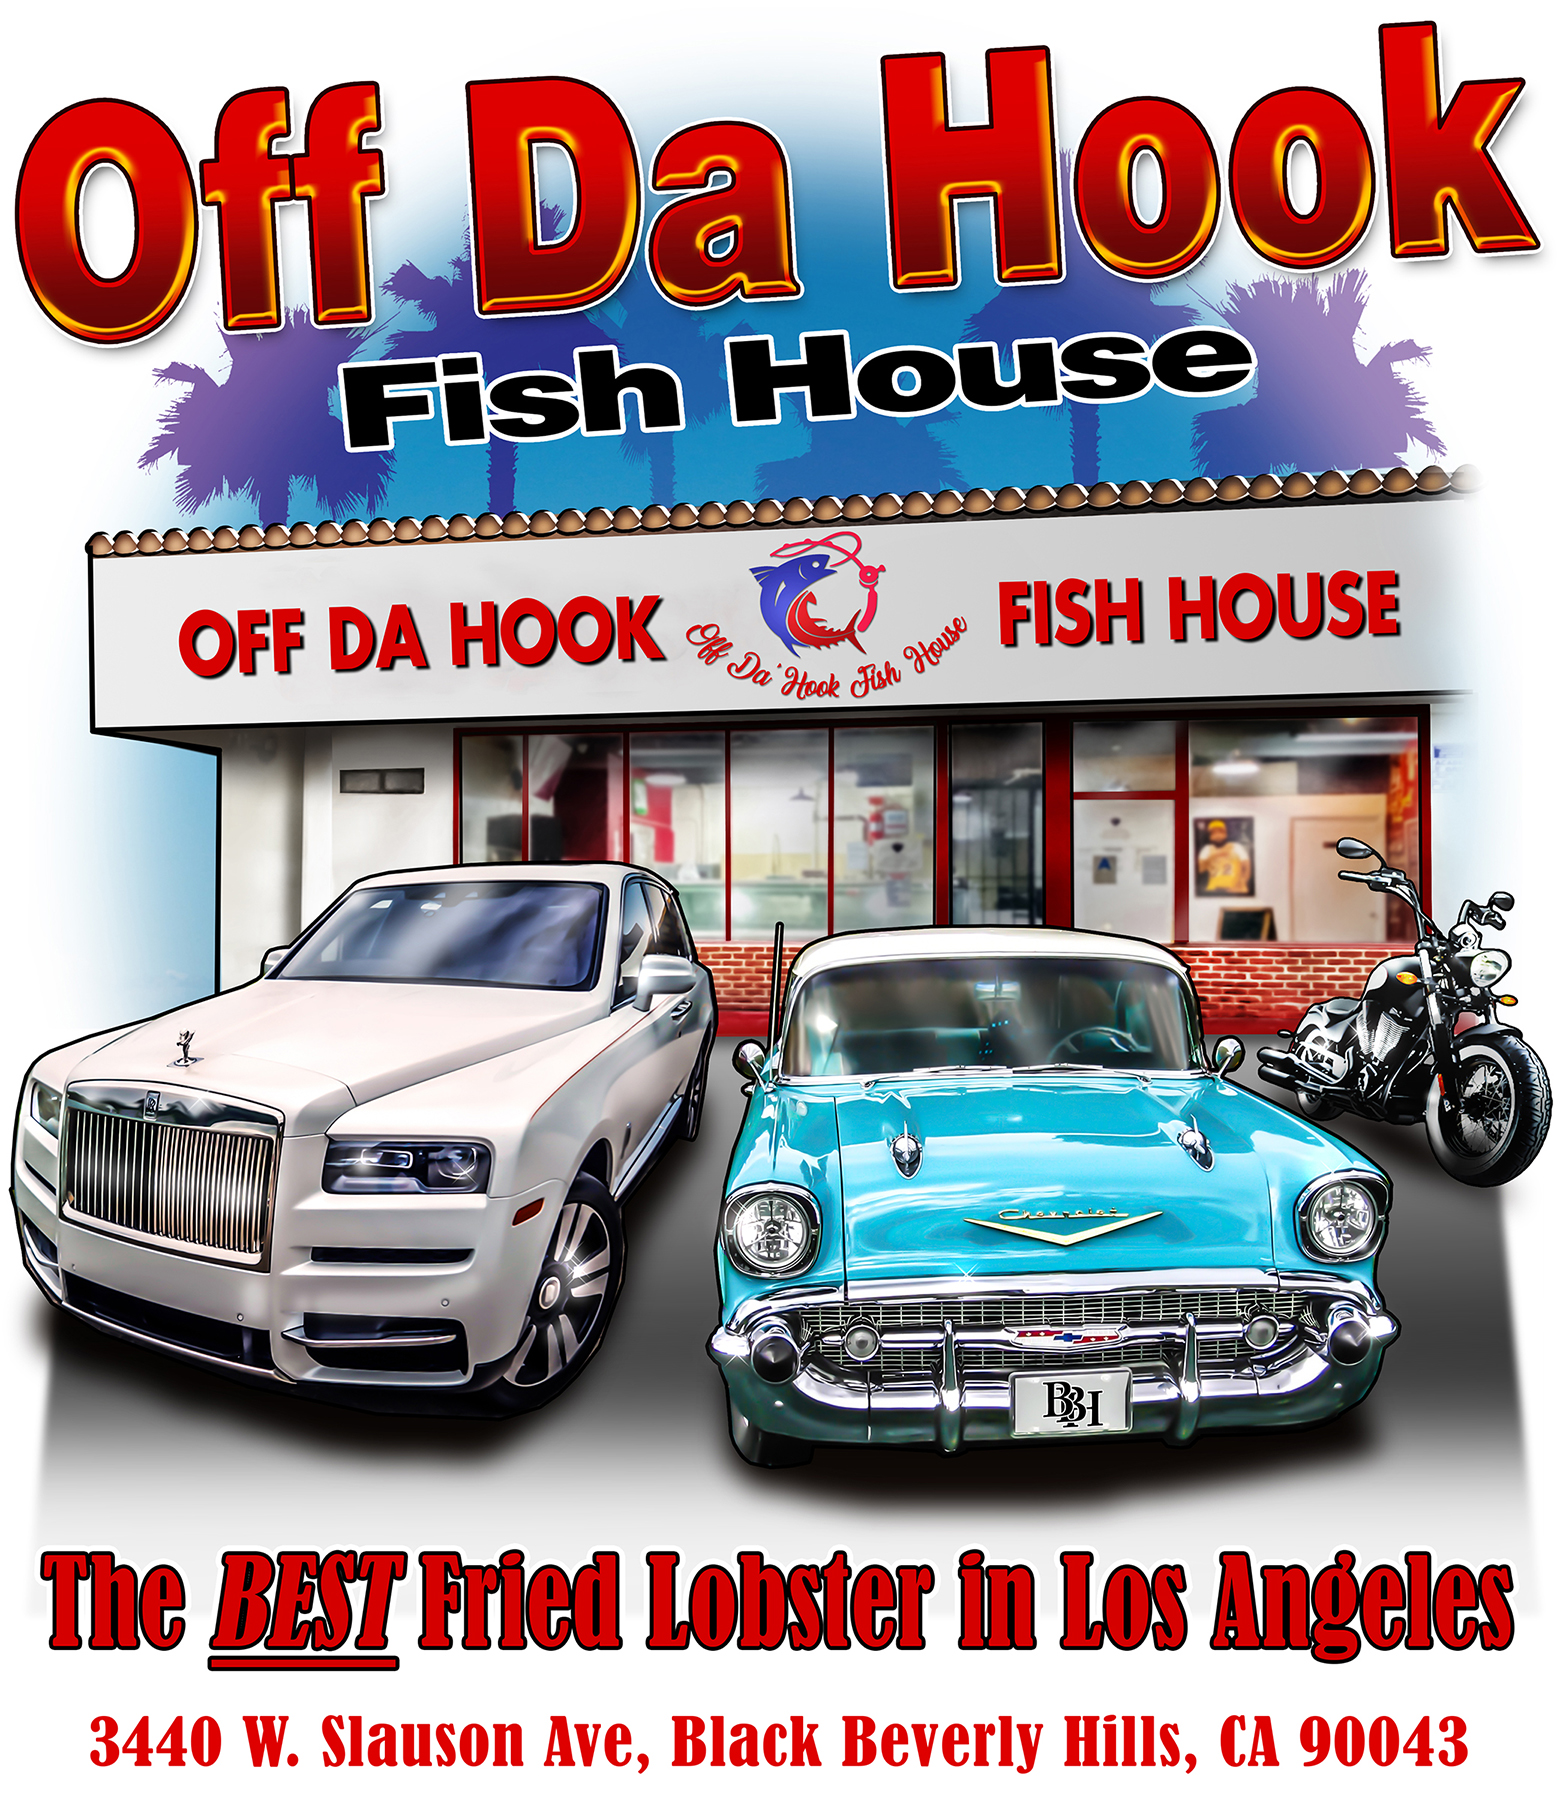 Off Da Hook
Fish House
OFF DA HOOK
Off Da' Hook Fish House
FISH HOUSE
Chevrolet
BBH
The BEST Fried Lobster in Los Angeles
3440 W. Slauson Ave, Black Beverly Hills, CA 90043